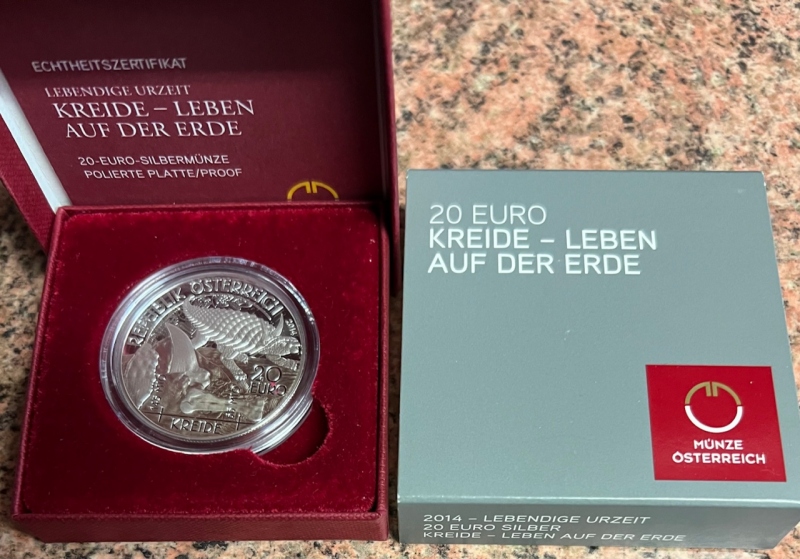 ECHTHEITSZERTIFIKAT
LEBENDIGE URZEIT
KREIDE – LEBEN
AUF DER ERDE
20-EURO-SILBERMÜNZE
POLIERTE PLATTE/PROOF
REPUBLIK ÖSTERREICH
2014
20
EURO
KREIDE
20 EURO
KREIDE – LEBEN
AUF DER ERDE
MÜNZE
ÖSTERREICH
2014 – LEBENDIGE URZEIT
20 EURO SILBER
KREIDE – LEBEN AUF DER ERDE